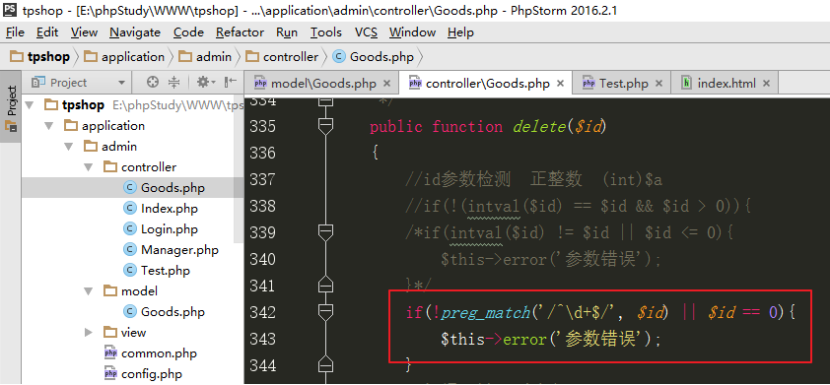 tpshop - [E:\phpStudy\WWW\tpshop] - ...\application\admin\controller\Goods.php - PhpStorm 2016.2.1
File Edit View Navigate Code Refactor Run Tools VCS Window Help
tpshop application admin controller Goods.php
Project model\Goods.php controller\Goods.php Test.php index.html
Project
tpshop E:\phpStudy\WWW\tps
application
admin
controller
Goods.php
Index.php
Login.php
Manager.php
Test.php
model
Goods.php
view
common.php
config.php
334 */
335 public function delete($id)
336 {
337 //id参数检测 正整数 (int)$a
338 //if(!(intval($id) == $id && $id > 0)){
339 /*if(intval($id) != $id || $id <= 0){
340 $this->error('参数错误');
341 }*/
342 if(!preg_match('/^\d+$/', $id) || $id == 0){
343 $this->error('参数错误');
344 }